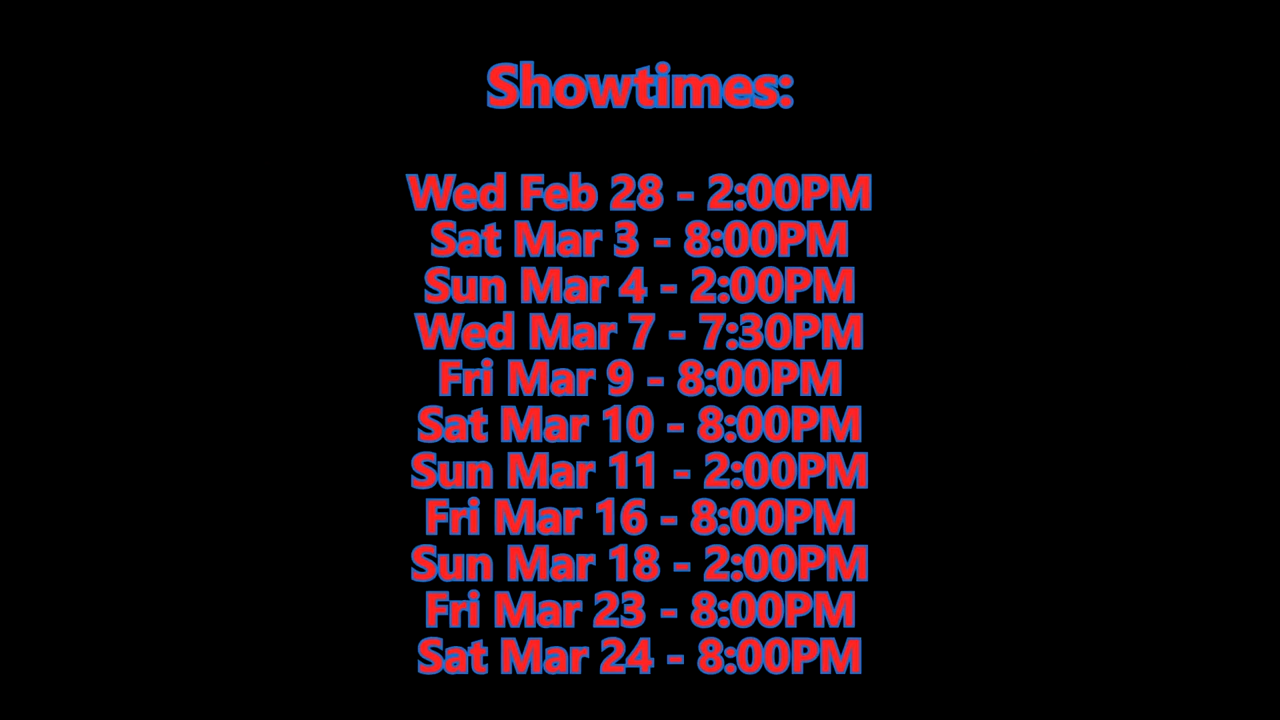 Showtimes:
Wed Feb 28 - 2:00PM
Sat Mar 3 - 8:00PM
Sun Mar 4 - 2:00PM
Wed Mar 7 - 7:30PM
Fri Mar 9 - 8:00PM
Sat Mar 10 - 8:00PM
Sun Mar 11 - 2:00PM
Fri Mar 16 - 8:00PM
Sun Mar 18 - 2:00PM
Fri Mar 23 - 8:00PM
Sat Mar 24 - 8:00PM